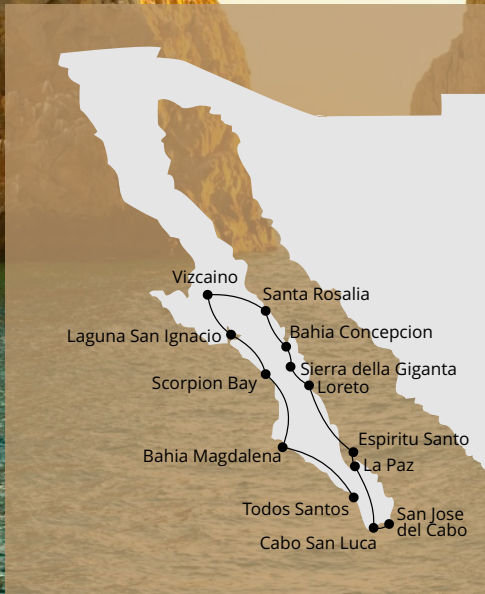 Vizcaino
Santa Rosalia
Bahia Concepcion
Laguna San Ignacio
Sierra della Giganta
Scorpion Bay
Loreto
Espiritu Santo
Bahia Magdalena
La Paz
Todos Santos
San Jose
del Cabo
Cabo San Luca